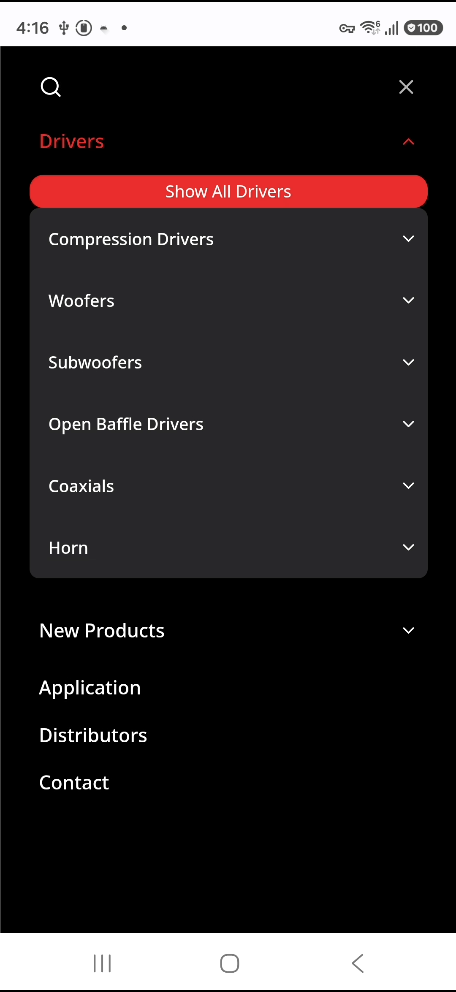 4:16
6
100
Drivers
Show All Drivers
Compression Drivers
Woofers
Subwoofers
Open Baffle Drivers
Coaxials
Horn
New Products
Application
Distributors
Contact